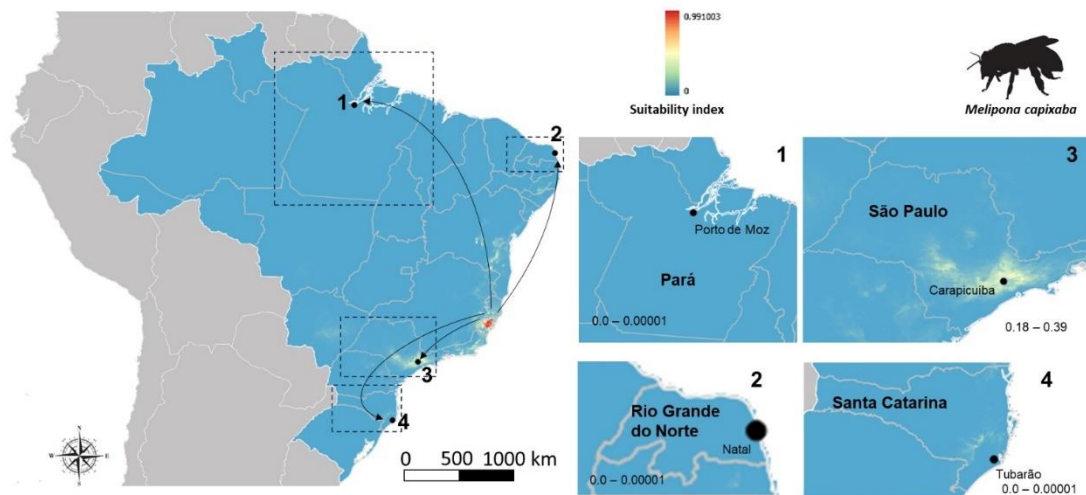 0.991003
0
Suitability index
Melipona capixaba
1
2
3
4
0 500 1000 km
N
W
E
S
1
Porto de Moz
Pará
0.0 – 0.00001
3
São Paulo
Carapicuíba
0.18 – 0.39
2
Rio Grande
do Norte
Natal
0.0 – 0.00001
4
Santa Catarina
Tubarão
0.0 – 0.00001